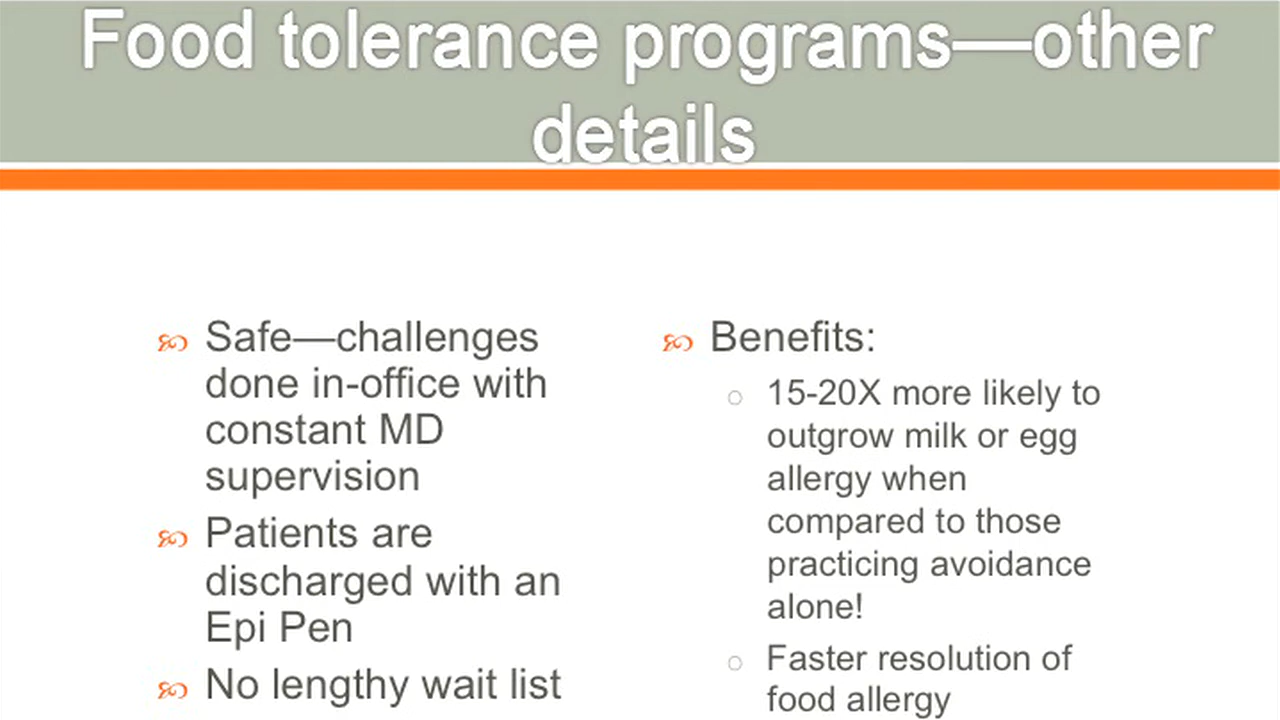 Food tolerance programs—other
details
Safe—challenges
done in-office with
constant MD
supervision
Patients are
discharged with an
Epi Pen
No lengthy wait list
Benefits:
15-20X more likely to
outgrow milk or egg
allergy when
compared to those
practicing avoidance
alone!
Faster resolution of
food allergy